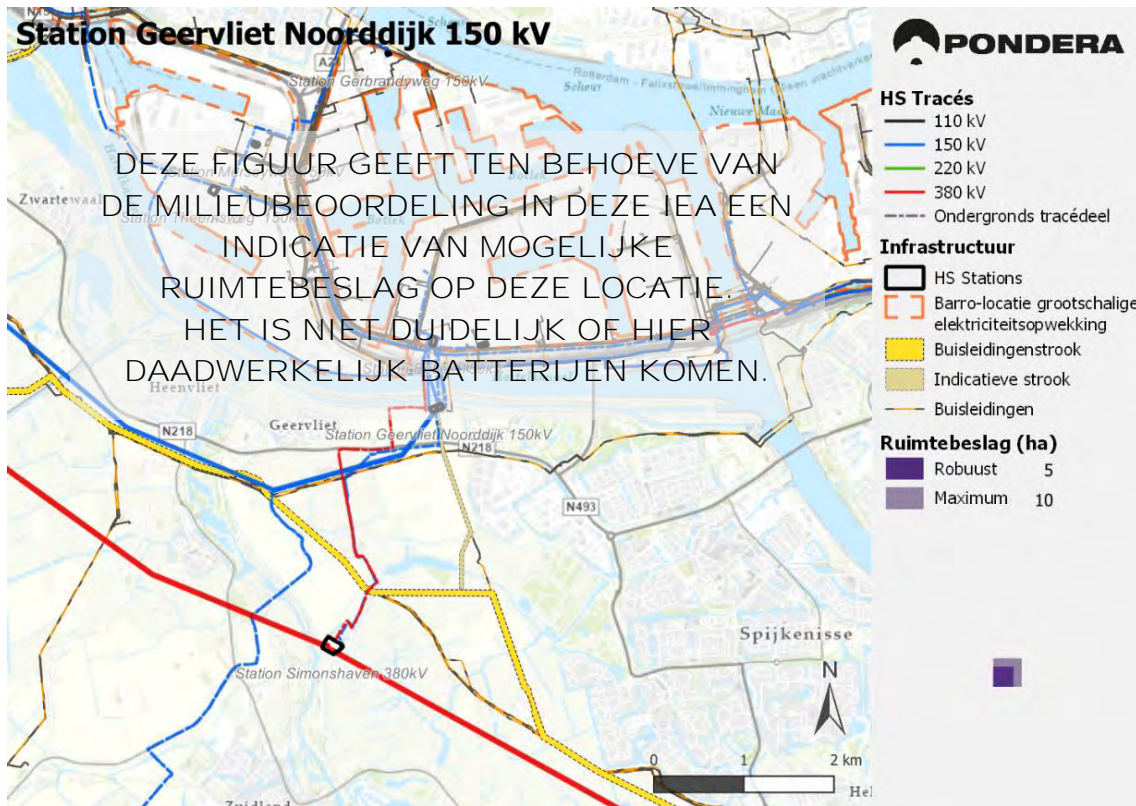 Station Geervliet Noorddijk 150 kV
N218
Station Gerbrandyweg 150kV
Scheur
Nieuwe Maas
DEZE FIGUUR GEEFT TEN BEHOEVE VAN
DE MILIEUBEOORDELING IN DEZE IEA EEN
INDICATIE VAN MOGELIJKE
RUIMTEBESLAG OP DEZE LOCATIE.
HET IS NIET DUIDELIJK OF HIER
DAADWERKELIJK BATTERIJEN KOMEN.
Zwartewaal
Botlek
Heenvliet
N218
Geervliet
Station Geervliet Noorddijk 150kV
N218
N493
Spijkenisse
Station Simonshaven 380kV
Zuidland
N
0 1 2 km
PONDERA
HS Tracés
110 kV
150 kV
220 kV
380 kV
Ondergronds tracédeel
Infrastructuur
HS Stations
Barro-locatie grootschalige
elektriciteitsopwekking
Buisleidingenstrook
Indicatieve strook
Buisleidingen
Ruimtebeslag (ha)
Robuust 5
Maximum 10